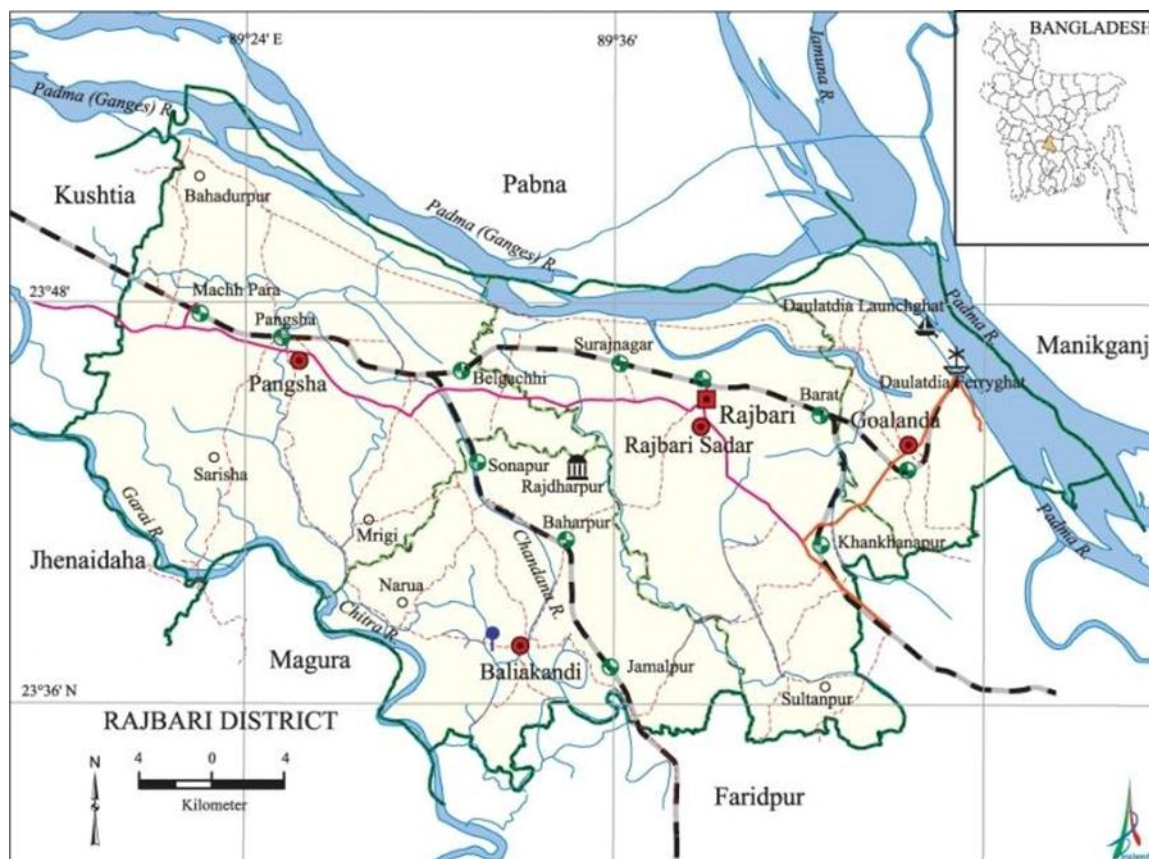 BANGLADESH
89°24' E
89°36'
Jamuna R.
Padma (Ganges) R.
Kushtia
Bahadurpur
Pabna
Padma (Ganges) R.
23°48'
Machh Para
Pangsha
Pangsha
Belgachhi
Surajnagar
Daulatdia Launchghat
Padma R.
Manikganj
Daulatdia Ferryghat
Barat
Goalanda
Rajbari
Rajbari Sadar
Sarisha
Sonapur
Rajdharpur
Garai R.
Mrigi
Baharpur
Khankhanapur
Padma R.
Jhenaidaha
Narua
Chandana R.
Chitra R.
Magura
Baliakandi
Jamalpur
Sultanpur
23°36' N
RAJBARI DISTRICT
N
4 0 4
Kilometer
Faridpur